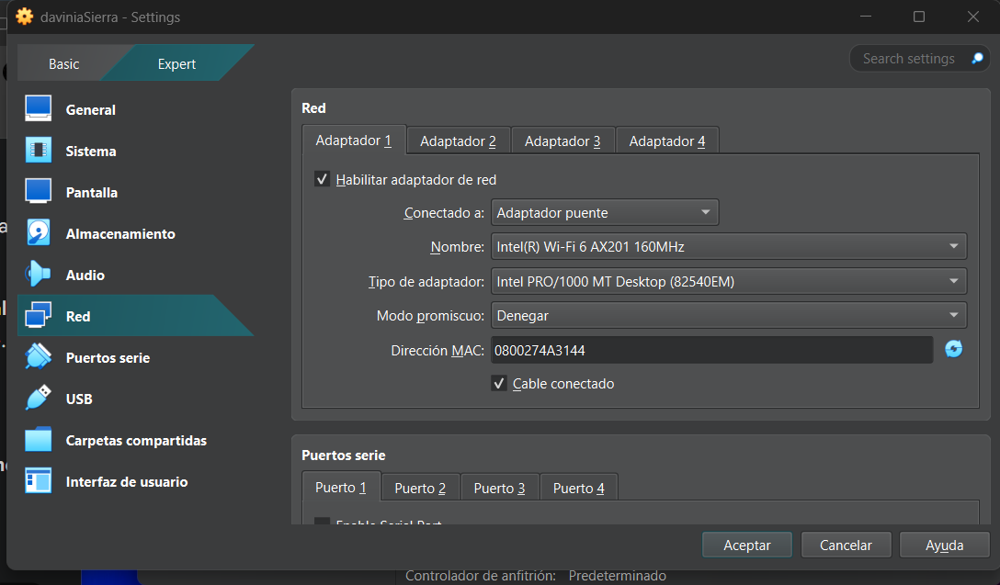 daviniaSierra - Settings
Basic
Expert
Search settings
General
Sistema
Pantalla
Almacenamiento
Audio
Red
Puertos serie
USB
Carpetas compartidas
Interfaz de usuario
Red
Adaptador 1
Adaptador 2
Adaptador 3
Adaptador 4
Habilitar adaptador de red
Conectado a: Adaptador puente
Nombre: Intel(R) Wi-Fi 6 AX201 160MHz
Tipo de adaptador: Intel PRO/1000 MT Desktop (82540EM)
Modo promiscuo: Denegar
Dirección MAC: 0800274A3144
Cable conectado
Puertos serie
Puerto 1
Puerto 2
Puerto 3
Puerto 4
Enable Serial Port
Aceptar
Cancelar
Ayuda
Controlador de anfitrión: Predeterminado